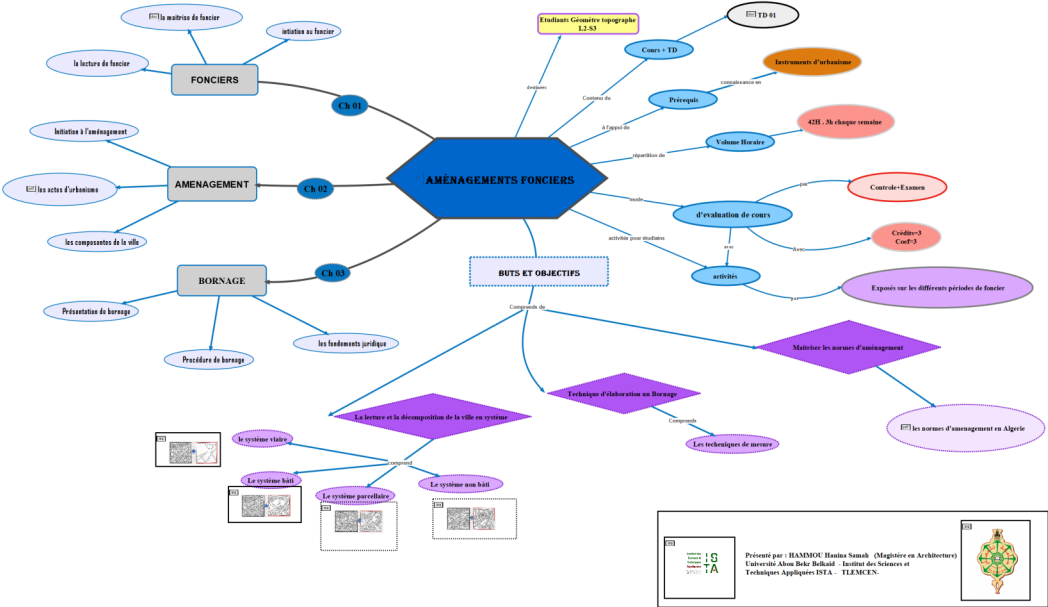 la maitrise de foncier
intiation au foncier
la lecture de foncier
FONCIERS
Ch 01
Initiation à l'aménagement
les actes d'urbanisme
les composantes de la ville
AMENAGEMENT
Ch 02
BORNAGE
Ch 03
Présentation de bornage
Procédure de bornage
les fondements juridique
AMÉNAGEMENTS FONCIERS
destinées
Etudiants Géomètre topographe
L2-S3
Contenu du
Cours + TD
TD 01
à l'appui de
Prérequis
connaissance en
Instruments d'urbanisme
répartition de
Volume Horaire
42H . 3h chaque semaine
mode
d'evaluation de cours
par
Controle+Examen
Avec
Crédits=3
Coef=3
avec
activités pour étudiants
activités
par
Exposés sur les différents périodes de foncier
BUTS ET OBJECTIFS
Comprends de
La lecture et la décomposition de la ville en système
comprend
le système viaire
Le système bâti
Le système parcellaire
Le système non bâti
Technique d'élaboration un Bornage
Comprends
Les techeniques de mesure
Maitriser les normes d'aménagement
les normes d'amenagement en Algerie
ISTA
Présenté par : HAMMOU Hanina Samah (Magistére en Architecture)
Université Abou Bekr Belkaid - Institut des Sciences et
Techniques Appliquées ISTA - TLEMCEN-